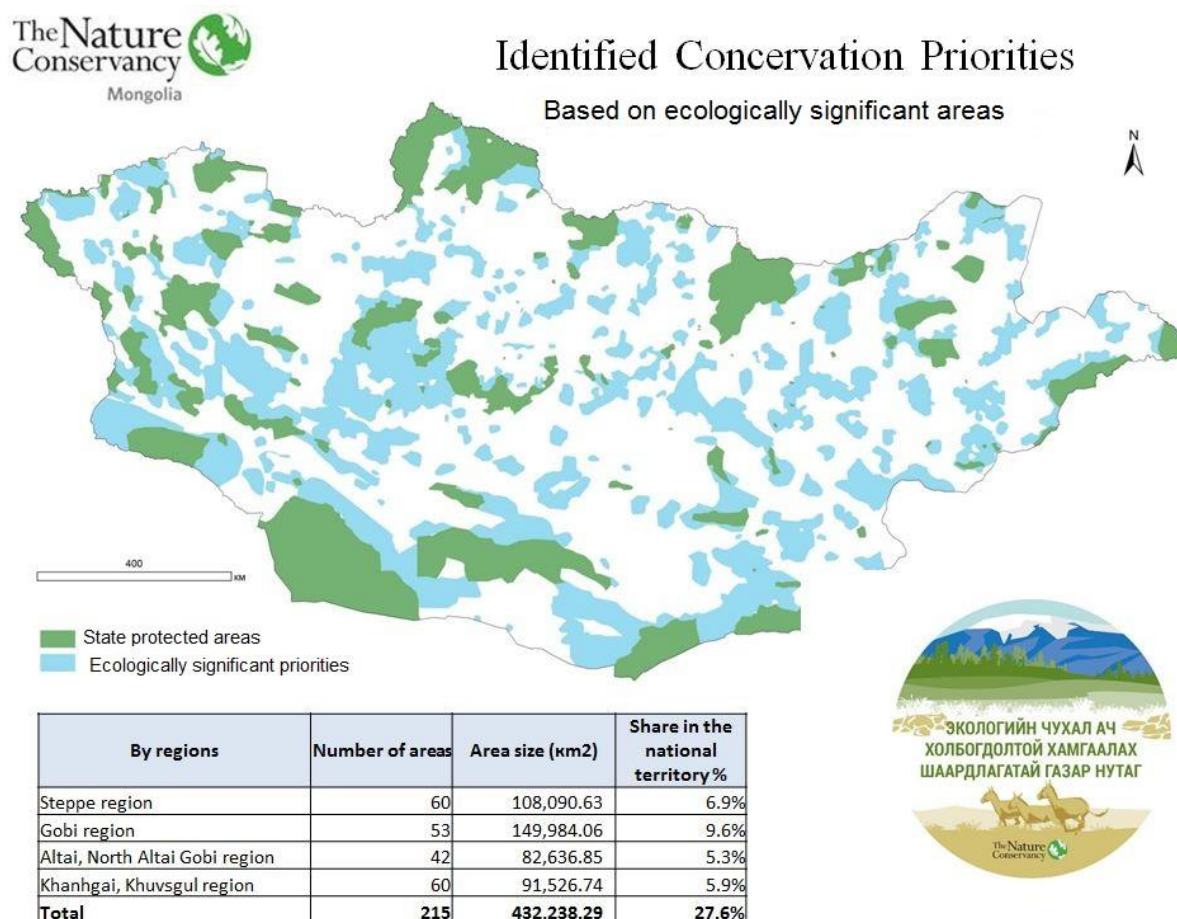 The Nature
Conservancy
Mongolia
Identified Concervation Priorities
Based on ecologically significant areas
N
400
км
State protected areas
Ecologically significant priorities
By regions Number of areas Area size (км2) Share in the national territory %
Steppe region 60 108,090.63 6.9%
Gobi region 53 149,984.06 9.6%
Altai, North Altai Gobi region 42 82,636.85 5.3%
Khanhgai, Khuvsgul region 60 91,526.74 5.9%
Total 215 432,238.29 27.6%
ЭКОЛОГИЙН ЧУХАЛ АЧ
ХОЛБОГДОЛТОЙ ХАМГААЛАХ
ШААРДЛАГАТАЙ ГАЗАР НУТАГ
The Nature
Conservancy